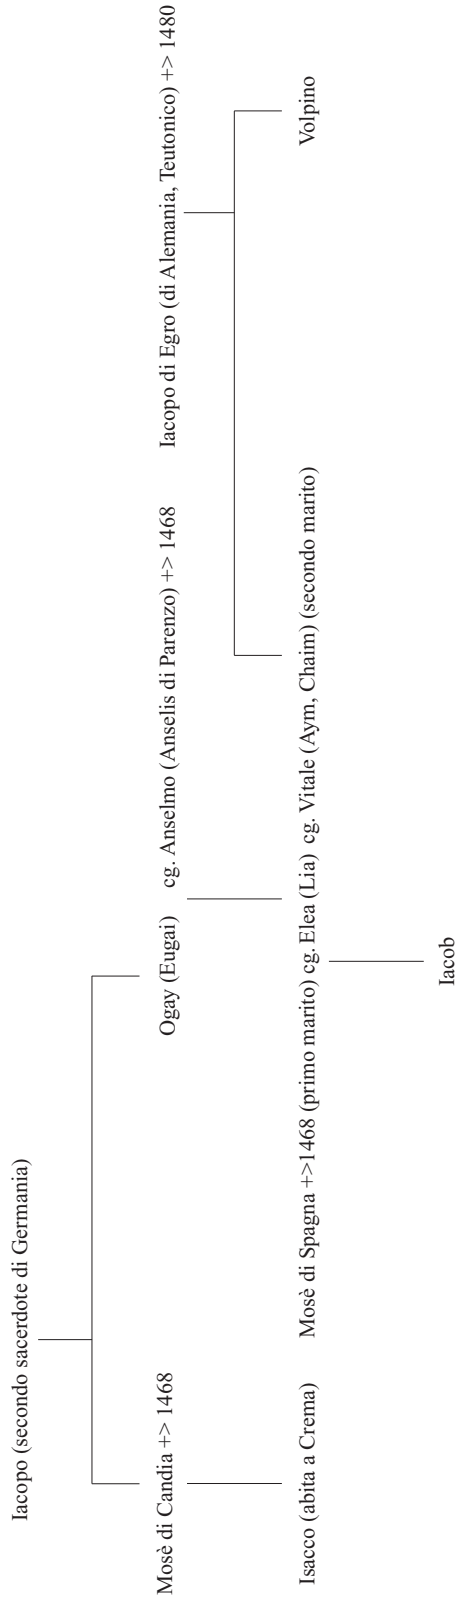 Iacopo (secondo sacerdote di Germania)
Mosè di Candia +> 1468
Ogay (Eugai)
cg. Anselmo (Anselis di Parenzo) +> 1468
Iacopo di Egro (di Alemania, Teutonico) +> 1480
Isacco (abita a Crema)
Mosè di Spagna +>1468 (primo marito) cg. Elea (Lia) cg. Vitale (Aym, Chaim) (secondo marito)
Volpino
Iacob